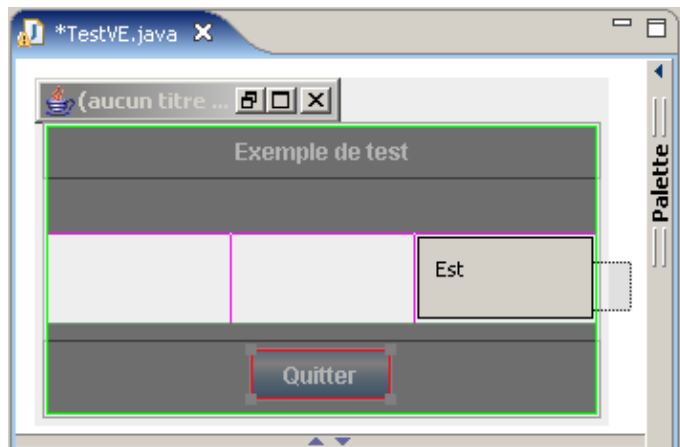 *TestVE.java
(aucun titre ...
Exemple de test
Est
Quitter
Palette